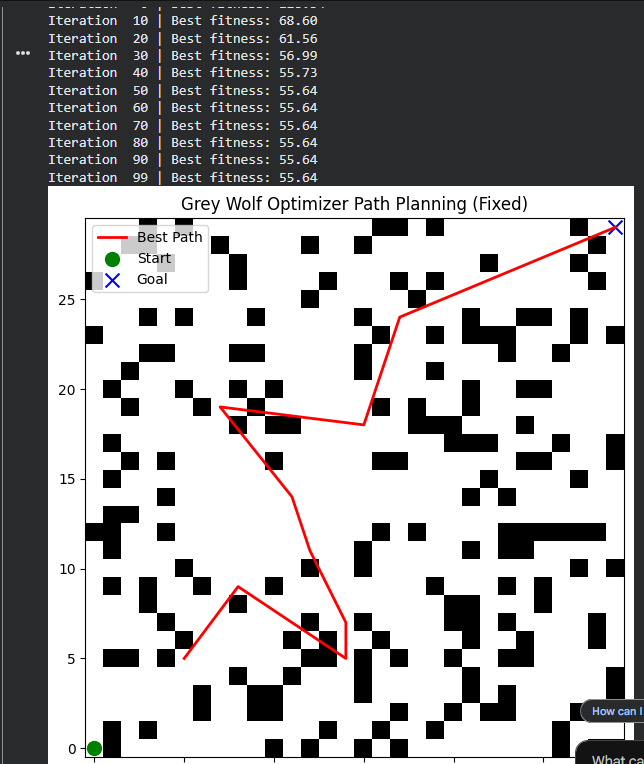 Iteration 10 | Best fitness: 68.60
Iteration 20 | Best fitness: 61.56
Iteration 30 | Best fitness: 56.99
Iteration 40 | Best fitness: 55.73
Iteration 50 | Best fitness: 55.64
Iteration 60 | Best fitness: 55.64
Iteration 70 | Best fitness: 55.64
Iteration 80 | Best fitness: 55.64
Iteration 90 | Best fitness: 55.64
Iteration 99 | Best fitness: 55.64
Grey Wolf Optimizer Path Planning (Fixed)
Best Path
Start
Goal
25
20
15
10
5
0
How can I
What ca